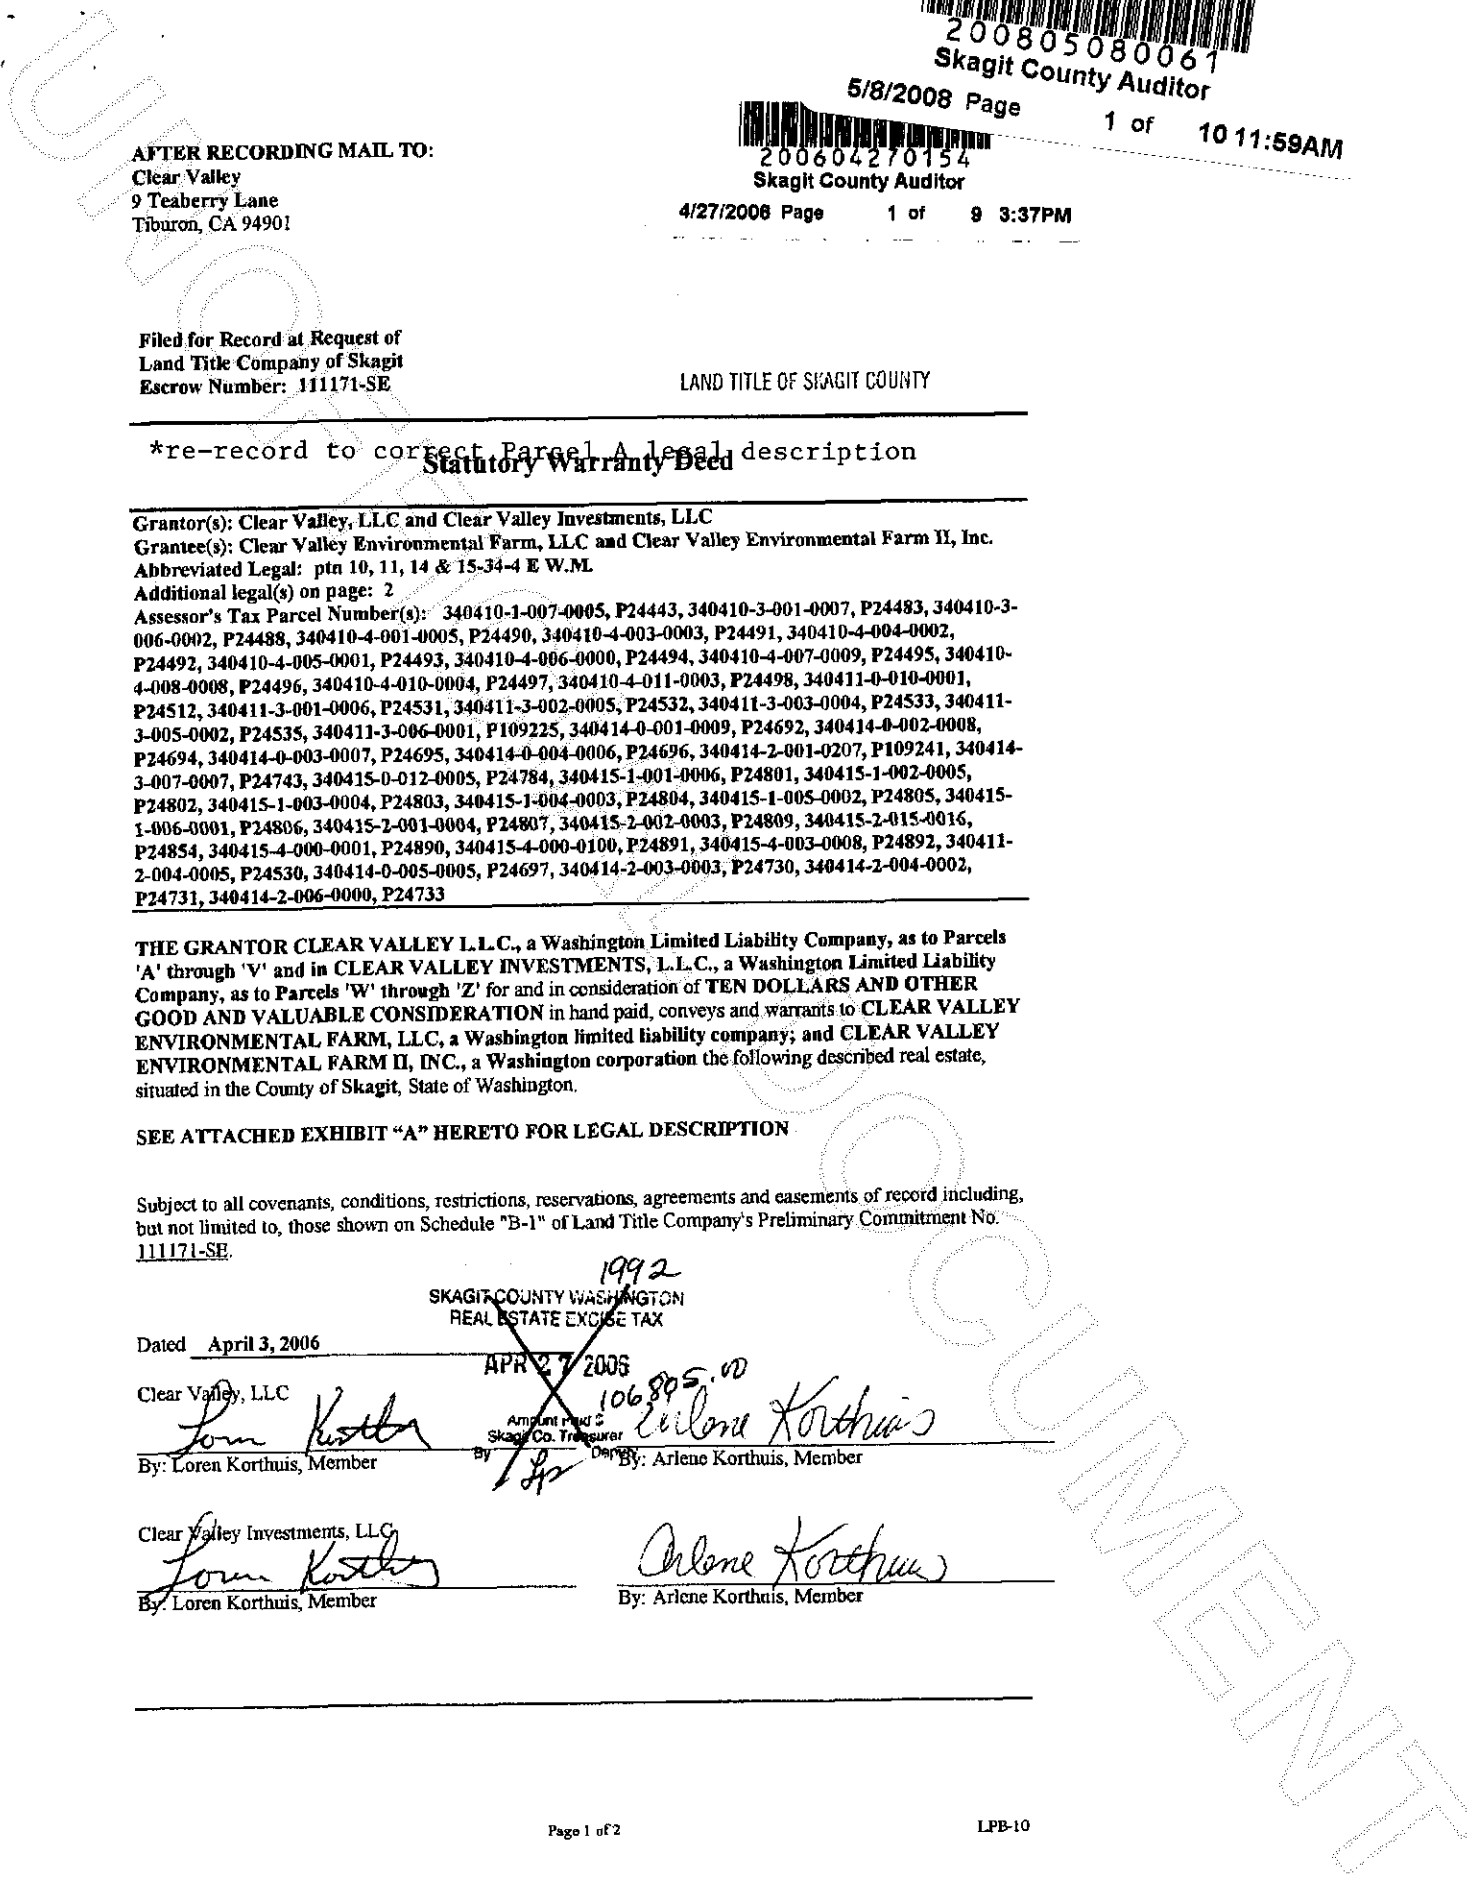 200805080061
Skagit County Auditor
5/8/2008 Page 1 of 10 11:59AM
200604270154
Skagit County Auditor
4/27/2006 Page 1 of 9 3:37PM
AFTER RECORDING MAIL TO:
Clear Valley
9 Teaberry Lane
Tiburon, CA 94901
Filed for Record at Request of
Land Title Company of Skagit
Escrow Number: 111171-SE
LAND TITLE OF SKAGIT COUNTY
*re-record to correct Parcel A legal description
Statutory Warranty Deed
Grantor(s): Clear Valley, LLC and Clear Valley Investments, LLC
Grantee(s): Clear Valley Environmental Farm, LLC and Clear Valley Environmental Farm II, Inc.
Abbreviated Legal: ptn 10, 11, 14 & 15-34-4 E W.M.
Additional legal(s) on page: 2
Assessor's Tax Parcel Number(s): 340410-1-007-0005, P24443, 340410-3-001-0007, P24483, 340410-3-
006-0002, P24488, 340410-4-001-0005, P24490, 340410-4-003-0003, P24491, 340410-4-004-0002,
P24492, 340410-4-005-0001, P24493, 340410-4-006-0000, P24494, 340410-4-007-0009, P24495, 340410-
4-008-0008, P24496, 340410-4-010-0004, P24497, 340410-4-011-0003, P24498, 340411-0-010-0001,
P24512, 340411-3-001-0006, P24531, 340411-3-002-0005, P24532, 340411-3-003-0004, P24533, 340411-
3-005-0002, P24535, 340411-3-006-0001, P109225, 340414-0-001-0009, P24692, 340414-0-002-0008,
P24694, 340414-0-003-0007, P24695, 340414-0-004-0006, P24696, 340414-2-001-0207, P109241, 340414-
3-007-0007, P24743, 340415-0-012-0005, P24784, 340415-1-001-0006, P24801, 340415-1-002-0005,
P24802, 340415-1-003-0004, P24803, 340415-1-004-0003, P24804, 340415-1-005-0002, P24805, 340415-
1-006-0001, P24806, 340415-2-001-0004, P24807, 340415-2-002-0003, P24809, 340415-2-015-0016,
P24854, 340415-4-000-0001, P24890, 340415-4-000-0100, P24891, 340415-4-003-0008, P24892, 340411-
2-004-0005, P24530, 340414-0-005-0005, P24697, 340414-2-003-0003, P24730, 340414-2-004-0002,
P24731, 340414-2-006-0000, P24733
THE GRANTOR CLEAR VALLEY L.L.C., a Washington Limited Liability Company, as to Parcels
'A' through 'V' and in CLEAR VALLEY INVESTMENTS, L.L.C., a Washington Limited Liability
Company, as to Parcels 'W' through 'Z' for and in consideration of TEN DOLLARS AND OTHER
GOOD AND VALUABLE CONSIDERATION in hand paid, conveys and warrants to CLEAR VALLEY
ENVIRONMENTAL FARM, LLC, a Washington limited liability company; and CLEAR VALLEY
ENVIRONMENTAL FARM II, INC., a Washington corporation the following described real estate,
situated in the County of Skagit, State of Washington.
SEE ATTACHED EXHIBIT “A” HERETO FOR LEGAL DESCRIPTION
Subject to all covenants, conditions, restrictions, reservations, agreements and easements of record including,
but not limited to, those shown on Schedule "B-1" of Land Title Company's Preliminary Commitment No.
111171-SE.
1992
SKAGIT COUNTY WASHINGTON
REAL ESTATE EXCISE TAX
Dated April 3, 2006
APR 27 2006
106,805.00
Clear Valley, LLC
Loren Korthuis
Amount Paid $
Skagit Co. Treasurer
By Deputy
Arlene Korthuis
By: Loren Korthuis, Member
By: Arlene Korthuis, Member
Clear Valley Investments, LLC
Loren Korthuis
Arlene Korthuis
By: Loren Korthuis, Member
By: Arlene Korthuis, Member
Page 1 of 2
LPB-10
UNOFFICIAL DOCUMENT